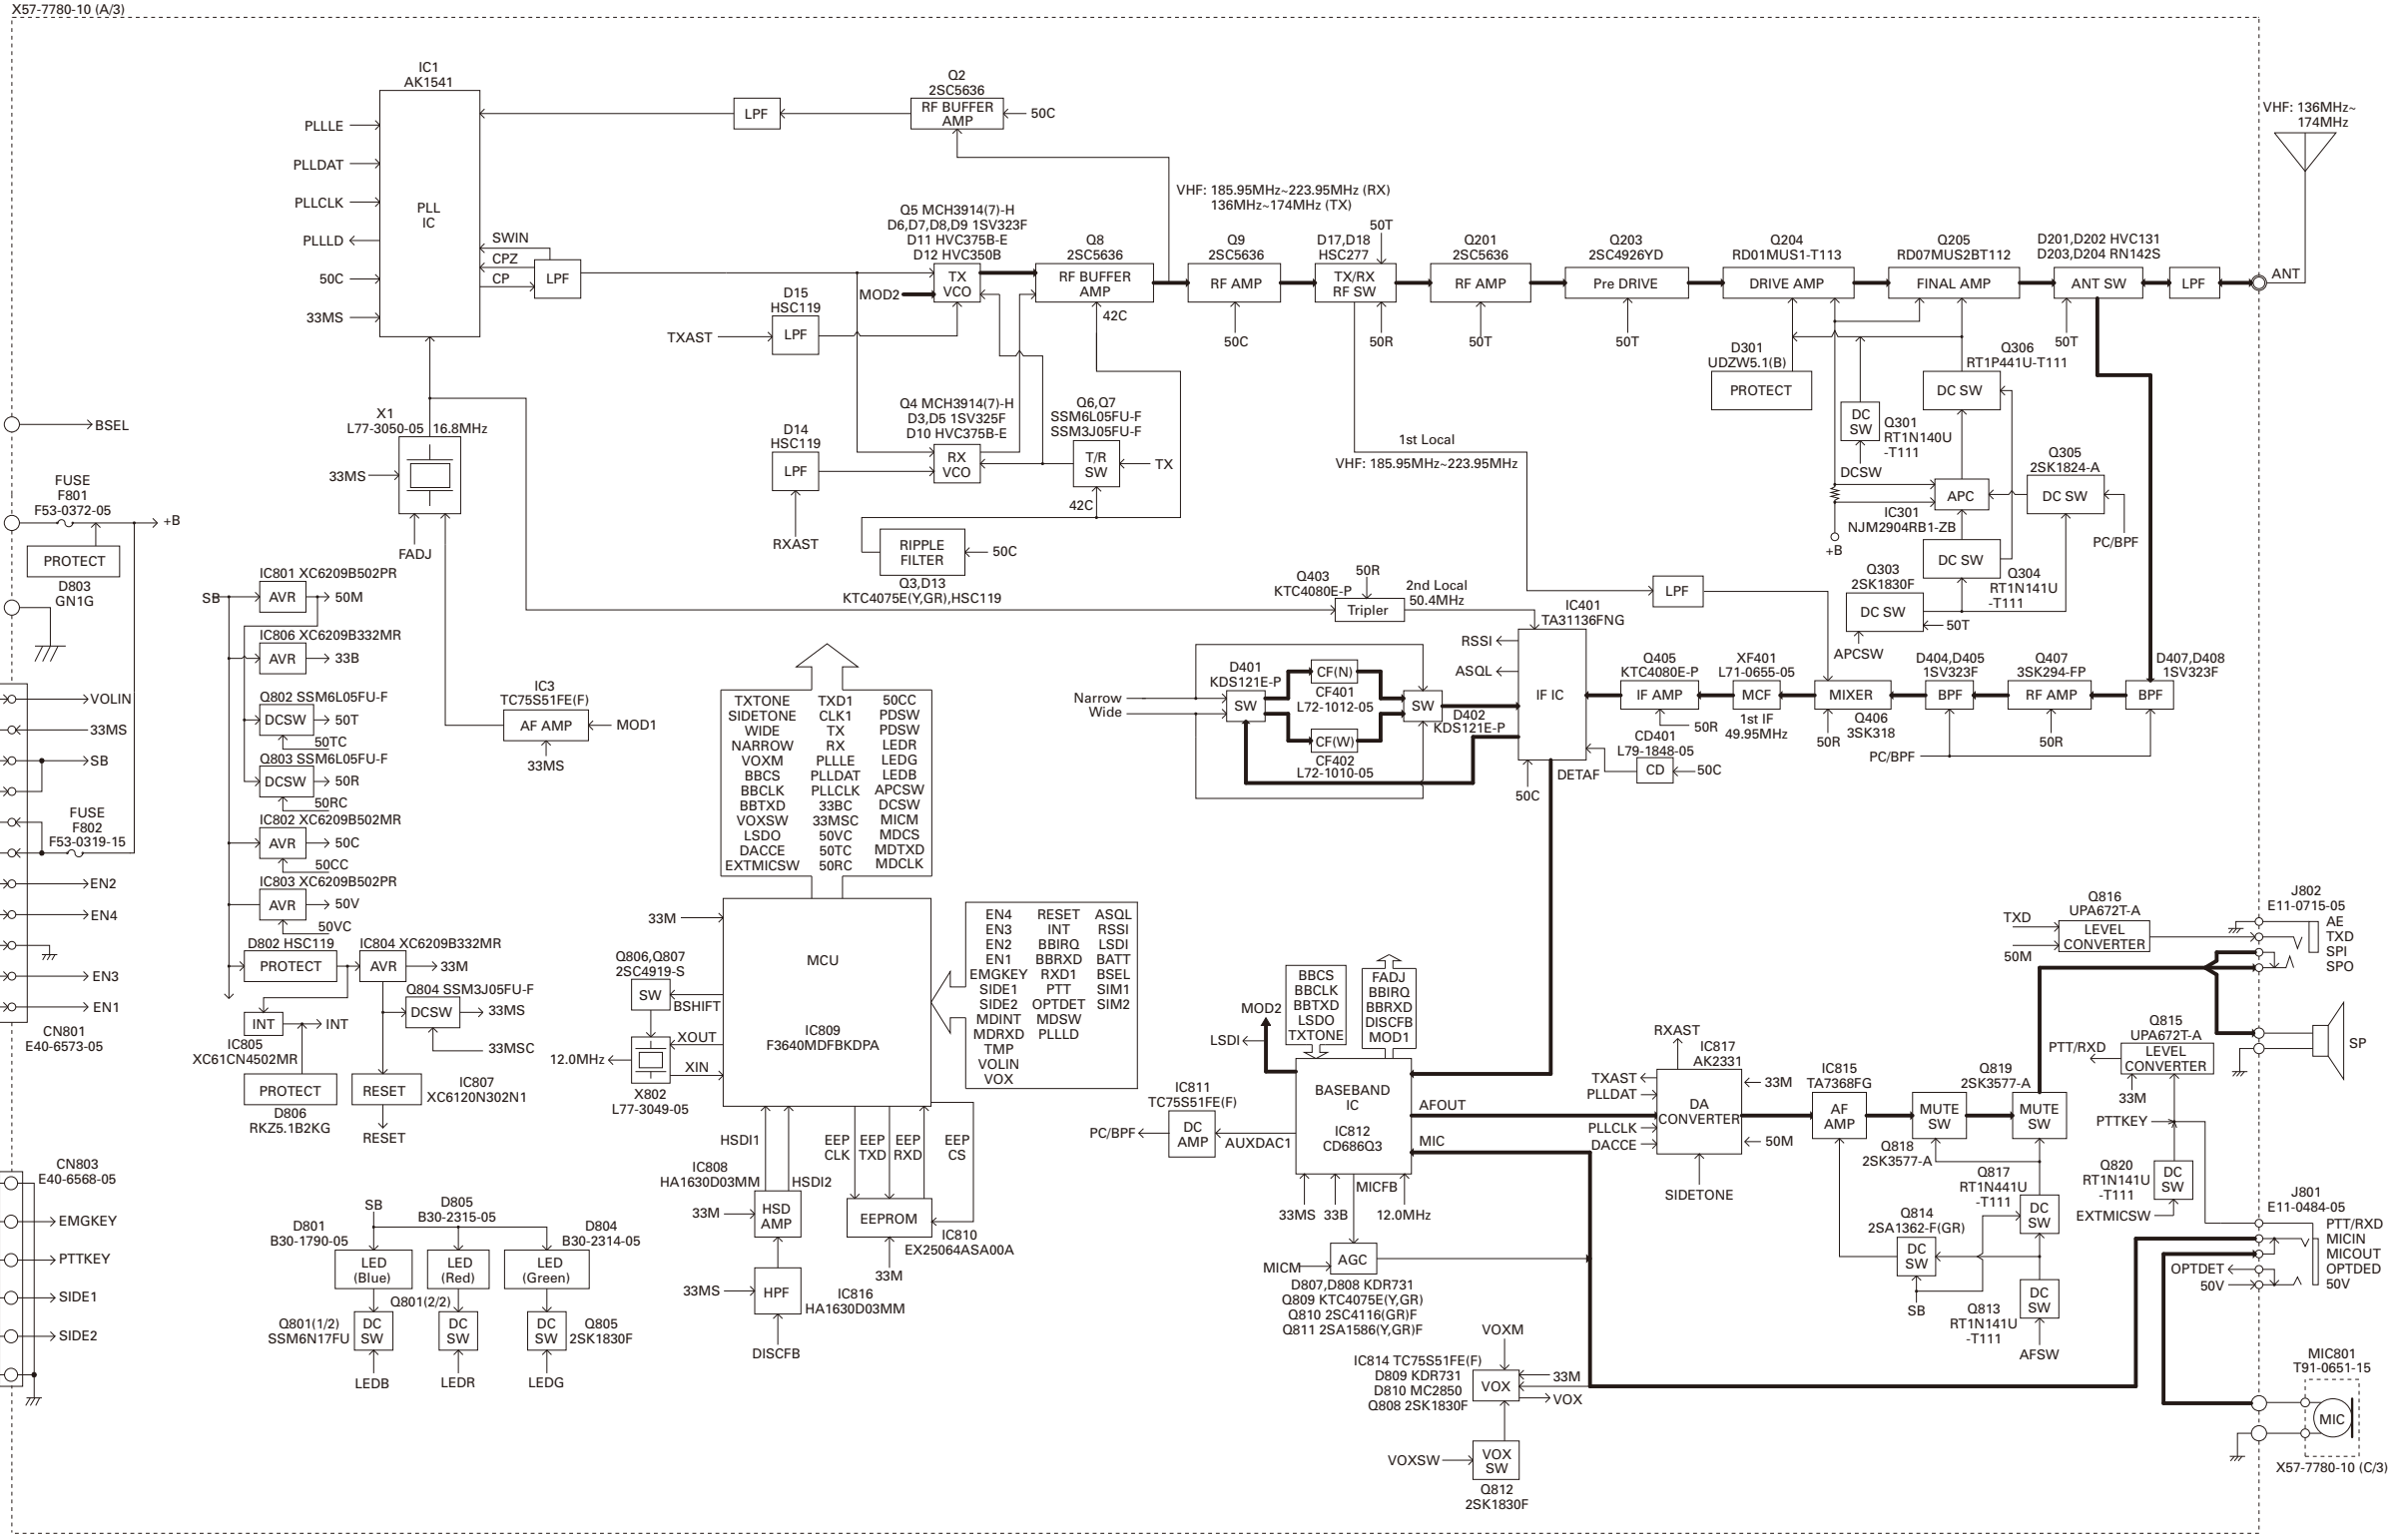 X57-7780-10 (A/3)
IC1
AK1541
PLL
IC
PLLLE
PLLDAT
PLLCLK
PLLLD
50C
33MS
SWIN
CPZ
CP
LPF
LPF
Q2
2SC5636
RF BUFFER
AMP
50C
VHF: 185.95MHz~223.95MHz (RX)
136MHz~174MHz (TX)
VHF: 136MHz~
174MHz
ANT
Q5 MCH3914(7)-H
D6,D7,D8,D9 1SV323F
D11 HVC375B-E
D12 HVC350B
TX
VCO
MOD2
D15
HSC119
LPF
TXAST
Q8
2SC5636
RF BUFFER
AMP
42C
Q9
2SC5636
RF AMP
50C
D17,D18
HSC277
50T
TX/RX
RF SW
50R
Q201
2SC5636
RF AMP
50T
Q203
2SC4926YD
Pre DRIVE
50T
Q204
RD01MUS1-T113
DRIVE AMP
Q205
RD07MUS2BT112
FINAL AMP
D201,D202 HVC131
D203,D204 RN142S
ANT SW
50T
LPF
D301
UDZW5.1(B)
PROTECT
Q306
RT1P441U-T111
DC SW
DC
SW
Q301
RT1N140U
-T111
DCSW
Q305
2SK1824-A
DC SW
PC/BPF
APC
IC301
NJM2904RB1-ZB
+B
DC SW
Q304
RT1N141U
-T111
Q303
2SK1830F
DC SW
50T
APCSW
X1
L77-3050-05
16.8MHz
33MS
FADJ
D14
HSC119
LPF
RXAST
Q4 MCH3914(7)-H
D3,D5 1SV325F
D10 HVC375B-E
RX
VCO
Q6,Q7
SSM6L05FU-F
SSM3J05FU-F
T/R
SW
TX
42C
RIPPLE
FILTER
50C
Q3,D13
KTC4075E(Y,GR),HSC119
1st Local
VHF: 185.95MHz~223.95MHz
LPF
Q403
KTC4080E-P
50R
Tripler
2nd Local
50.4MHz
IC401
TA31136FNG
IF IC
RSSI
ASQL
50C
DETAF
Narrow
Wide
D401
KDS121E-P
SW
CF(N)
CF401
L72-1012-05
CF(W)
CF402
L72-1010-05
SW
D402
KDS121E-P
Q405
KTC4080E-P
IF AMP
50R
CD401
L79-1848-05
CD
50C
XF401
L71-0655-05
MCF
1st IF
49.95MHz
MIXER
50R
Q406
3SK318
D404,D405
1SV323F
BPF
PC/BPF
Q407
3SK294-FP
RF AMP
50R
D407,D408
1SV323F
BPF
BSEL
FUSE
F801
F53-0372-05
+B
PROTECT
D803
GN1G
VOLIN
33MS
SB
FUSE
F802
F53-0319-15
EN2
EN4
EN3
EN1
CN801
E40-6573-05
CN803
E40-6568-05
EMGKEY
PTTKEY
SIDE1
SIDE2
SB
IC801 XC6209B502PR
AVR
50M
IC806 XC6209B332MR
AVR
33B
Q802 SSM6L05FU-F
DCSW
50T
50TC
Q803 SSM6L05FU-F
DCSW
50R
50RC
IC802 XC6209B502MR
AVR
50C
50CC
IC803 XC6209B502PR
AVR
50V
50VC
D802 HSC119
PROTECT
IC804 XC6209B332MR
AVR
33M
Q804 SSM3J05FU-F
DCSW
33MS
33MSC
INT
INT
IC805
XC61CN4502MR
PROTECT
D806
RKZ5.1B2KG
RESET
IC807
XC6120N302N1
RESET
SB
D801
B30-1790-05
LED
(Blue)
D805
B30-2315-05
LED
(Red)
D804
B30-2314-05
LED
(Green)
Q801(1/2)
SSM6N17FU
DC
SW
Q801(2/2)
DC
SW
DC
SW
Q805
2SK1830F
LEDB
LEDR
LEDG
IC3
TC75S51FE(F)
AF AMP
MOD1
33MS
TXTONE TXD1 50CC
SIDETONE CLK1 PDSW
WIDE TX PDSW
NARROW RX LEDR
VOXM PLLLE LEDG
BBCS PLLDAT LEDB
BBCLK PLLCLK APCSW
BBTXD 33BC DCSW
VOXSW 33MSC MICM
LSDO 50VC MDCS
DACCE 50TC MDTXD
EXTMICSW 50RC MDCLK
33M
MCU
IC809
F3640MDFBKDPA
Q806,Q807
2SC4919-S
SW
BSHIFT
XOUT
XIN
12.0MHz
X802
L77-3049-05
EN4 RESET ASQL
EN3 INT RSSI
EN2 BBIRQ LSDI
EN1 BBRXD BATT
EMGKEY RXD1 BSEL
SIDE1 PTT SIM1
SIDE2 OPTDET SIM2
MDINT MDSW
MDRXD PLLLD
TMP
VOLIN
VOX
HSDI1
HSDI2
EEP
CLK
EEP
TXD
EEP
RXD
EEP
CS
IC808
HA1630D03MM
33M
HSD
AMP
33MS
HPF
IC816
HA1630D03MM
DISCFB
EEPROM
33M
IC810
EX25064ASA00A
MOD2
LSDI
BBCS
BBCLK
BBTXD
LSDO
TXTONE
FADJ
BBIRQ
BBRXD
DISCFB
MOD1
BASEBAND
IC
IC812
CD686Q3
IC811
TC75S51FE(F)
DC
AMP
PC/BPF
AUXDAC1
AFOUT
MIC
33MS
33B
MICFB
12.0MHz
AGC
MICM
D807,D808 KDR731
Q809 KTC4075E(Y,GR)
Q810 2SC4116(GR)F
Q811 2SA1586(Y,GR)F
VOXM
IC814 TC75S51FE(F)
D809 KDR731
D810 MC2850
Q808 2SK1830F
VOX
33M
VOX
VOXSW
VOX
SW
Q812
2SK1830F
RXAST
IC817
AK2331
TXAST
PLLDAT
PLLCLK
DACCE
DA
CONVERTER
33M
50M
SIDETONE
IC815
TA7368FG
AF
AMP
MUTE
SW
Q818
2SK3577-A
Q819
2SK3577-A
MUTE
SW
Q817
RT1N441U
-T111
DC
SW
Q814
2SA1362-F(GR)
DC
SW
SB
Q813
RT1N141U
-T111
DC
SW
AFSW
TXD
50M
Q816
UPA672T-A
LEVEL
CONVERTER
J802
E11-0715-05
AE
TXD
SPI
SPO
SP
Q815
UPA672T-A
PTT/RXD
LEVEL
CONVERTER
33M
PTTKEY
Q820
RT1N141U
-T111
DC
SW
EXTMICSW
J801
E11-0484-05
PTT/RXD
MICIN
MICOUT
OPTDED
50V
OPTDET
50V
MIC801
T91-0651-15
MIC
X57-7780-10 (C/3)